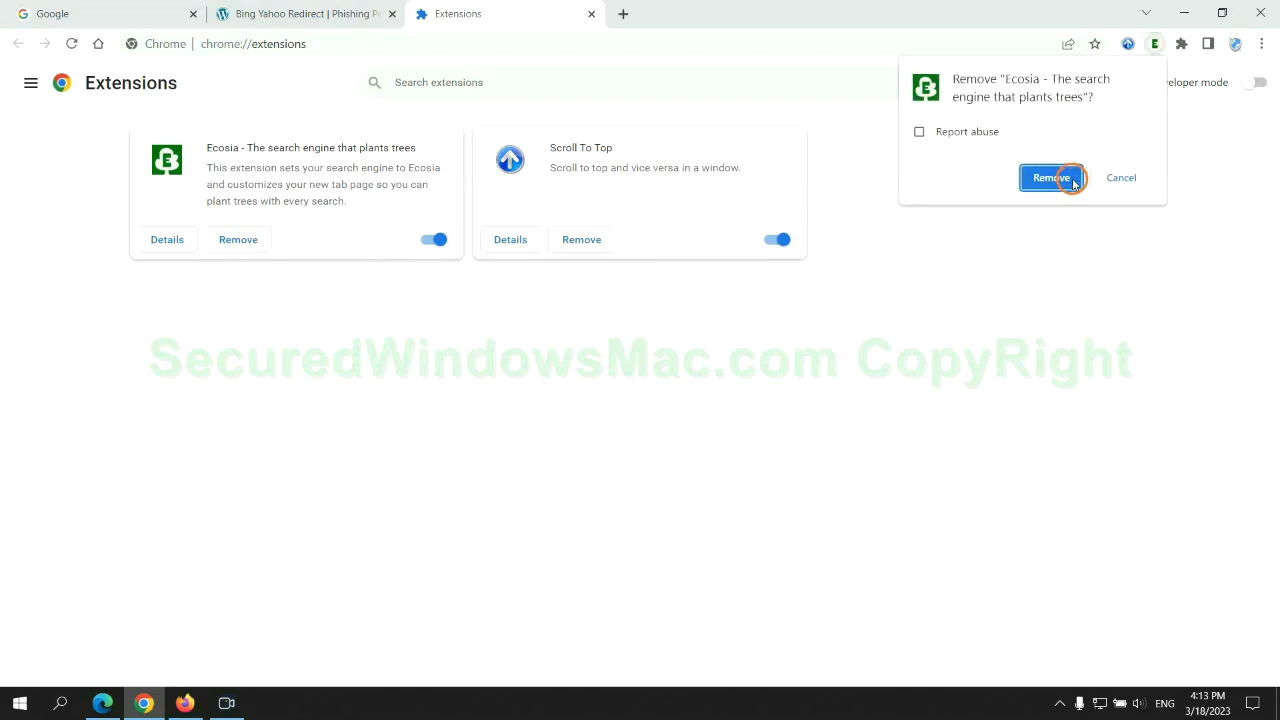 Google
Bing Yahoo Redirect | Phishing P
Extensions
Chrome
chrome://extensions
Extensions
Search extensions
eloper mode
Remove "Ecosia - The search
engine that plants trees"?
Report abuse
Remove
Cancel
Ecosia - The search engine that plants trees
This extension sets your search engine to Ecosia
and customizes your new tab page so you can
plant trees with every search.
Details
Remove
Scroll To Top
Scroll to top and vice versa in a window.
Details
Remove
SecuredWindowsMac.com CopyRight
ENG
4:13 PM
3/18/2023